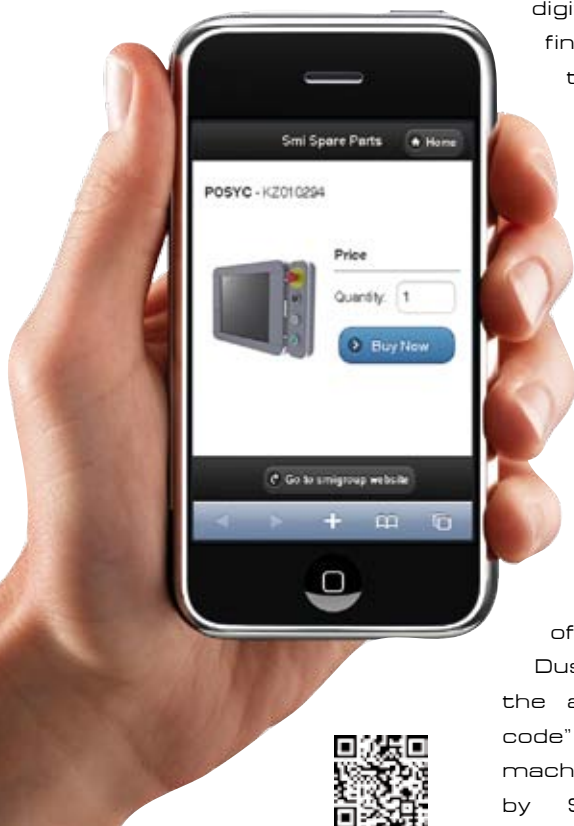 digi
fin
t
Smi Spare Parts Home
POSYC - KZ010294
Price
Quantity: 1
Buy Now
Go to smigroup website
of
Dus
the a
code"
mach
by S